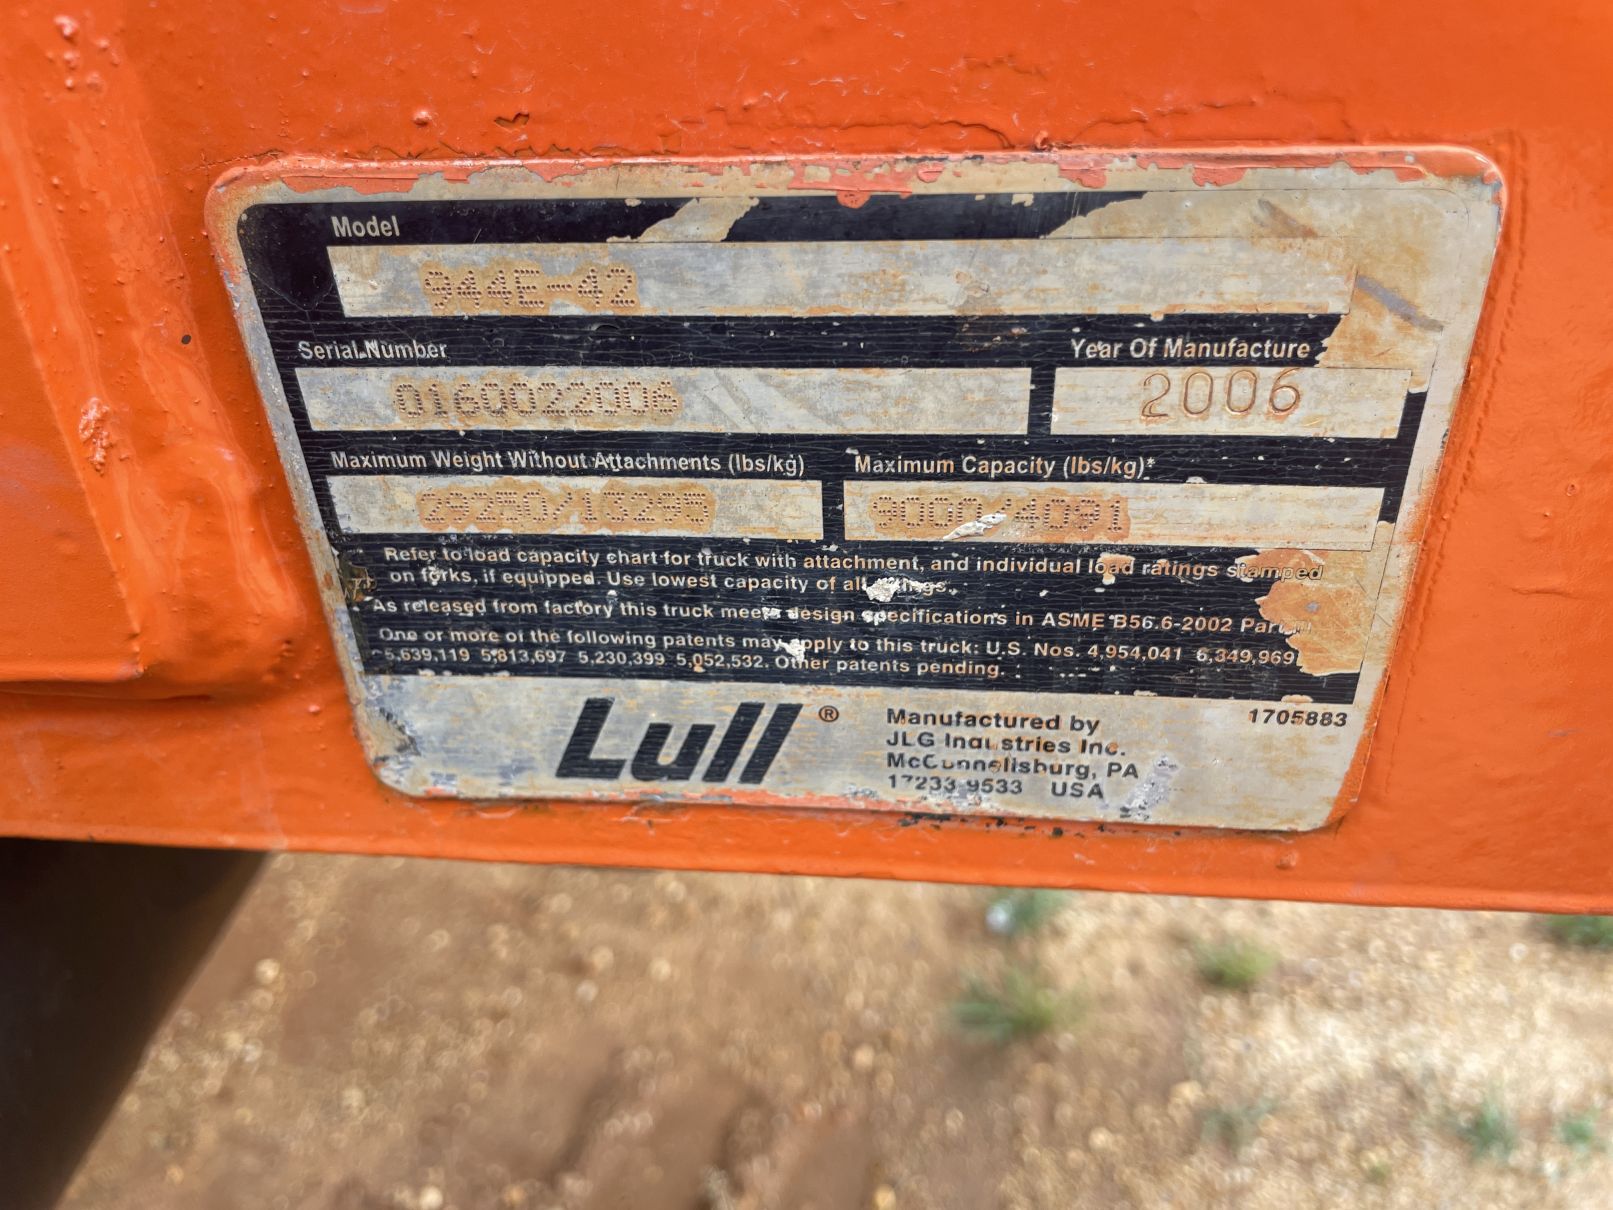 Model
944E-42
Serial Number
Year Of Manufacture
0160022006
2006
Maximum Weight Without Attachments (lbs/kg)
Maximum Capacity (lbs/kg)*
29250/13295
9000/4091
Refer to load capacity chart for truck with attachment, and individual load ratings stamped
on forks, if equipped. Use lowest capacity of all
As released from factory this truck meets design specifications in ASME B56.6-2002
One or more of the following patents may apply to this truck: U.S. Nos. 4,954,041 6,349,969
5,639,119 5,813,697 5,230,399 5,052,532. Other patents pending.
Lull ®
Manufactured by
JLG Industries Inc.
McConnellsburg, PA
17233-9533 USA
1705883